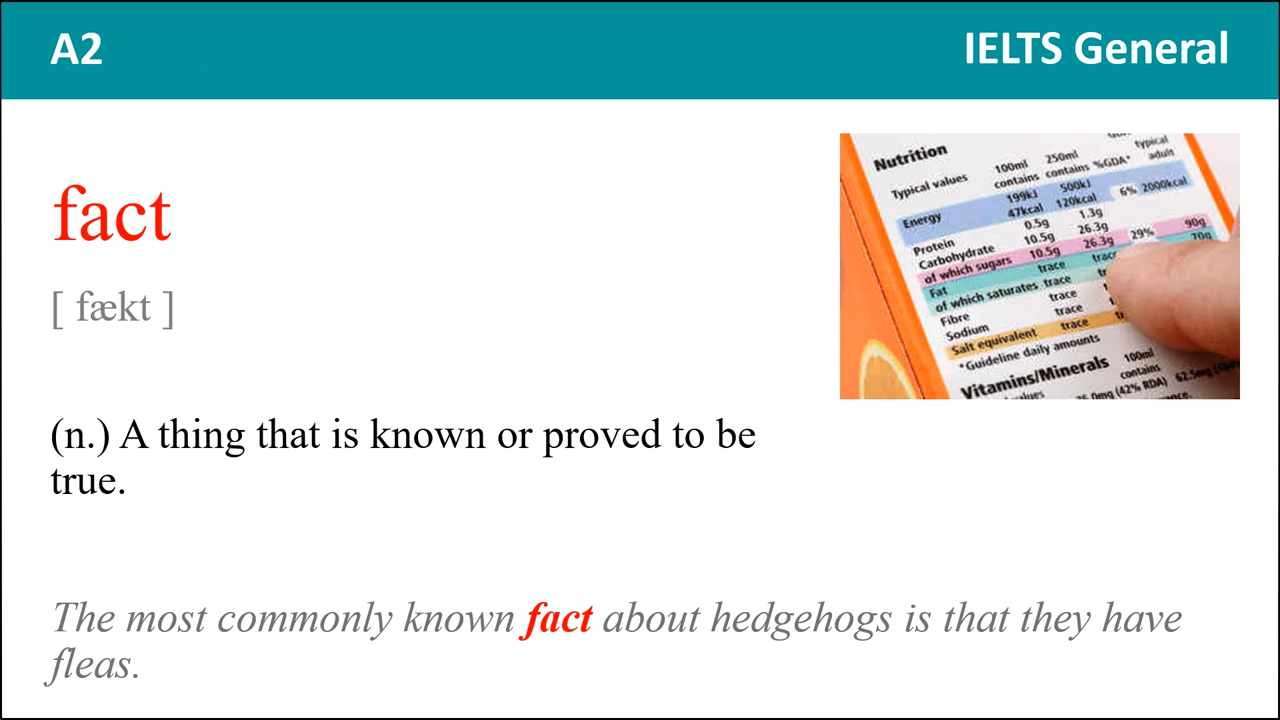 A2
IELTS General
fact
[ fækt ]
(n.) A thing that is known or proved to be
true.
The most commonly known fact about hedgehogs is that they have
fleas.
Nutrition
typical
100ml 250ml %GDA* adult
Typical values contains contains
199kJ 500kJ
Energy 47kcal 120kcal 6% 2000kcal
Protein 0.5g 1.3g
Carbohydrate 10.5g 26.3g
of which sugars 10.5g 26.3g 29% 90g
Fat trace trace 70g
of which saturates trace
Fibre trace
Sodium trace
Salt equivalent trace
*Guideline daily amounts
Vitamins/Minerals 100ml
contains
(42% RDA)